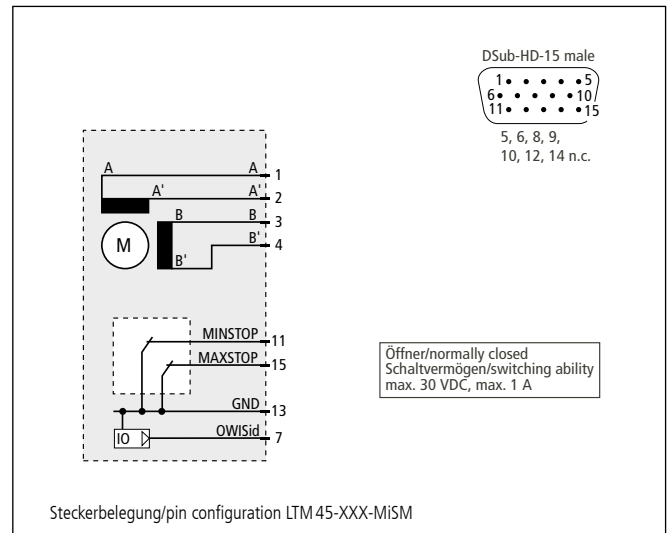 DSub-HD-15 male
1 5
6 10
11 15
5, 6, 8, 9,
10, 12, 14 n.c.
A A 1
A' A' 2
B B 3
M B' 4
B'
MINSTOP 11
MAXSTOP 15
Öffner/normally closed
Schaltvermögen/switching ability
max. 30 VDC, max. 1 A
GND 13
IO OWISid 7
Steckerbelegung/pin configuration LTM 45-XXX-MiSM